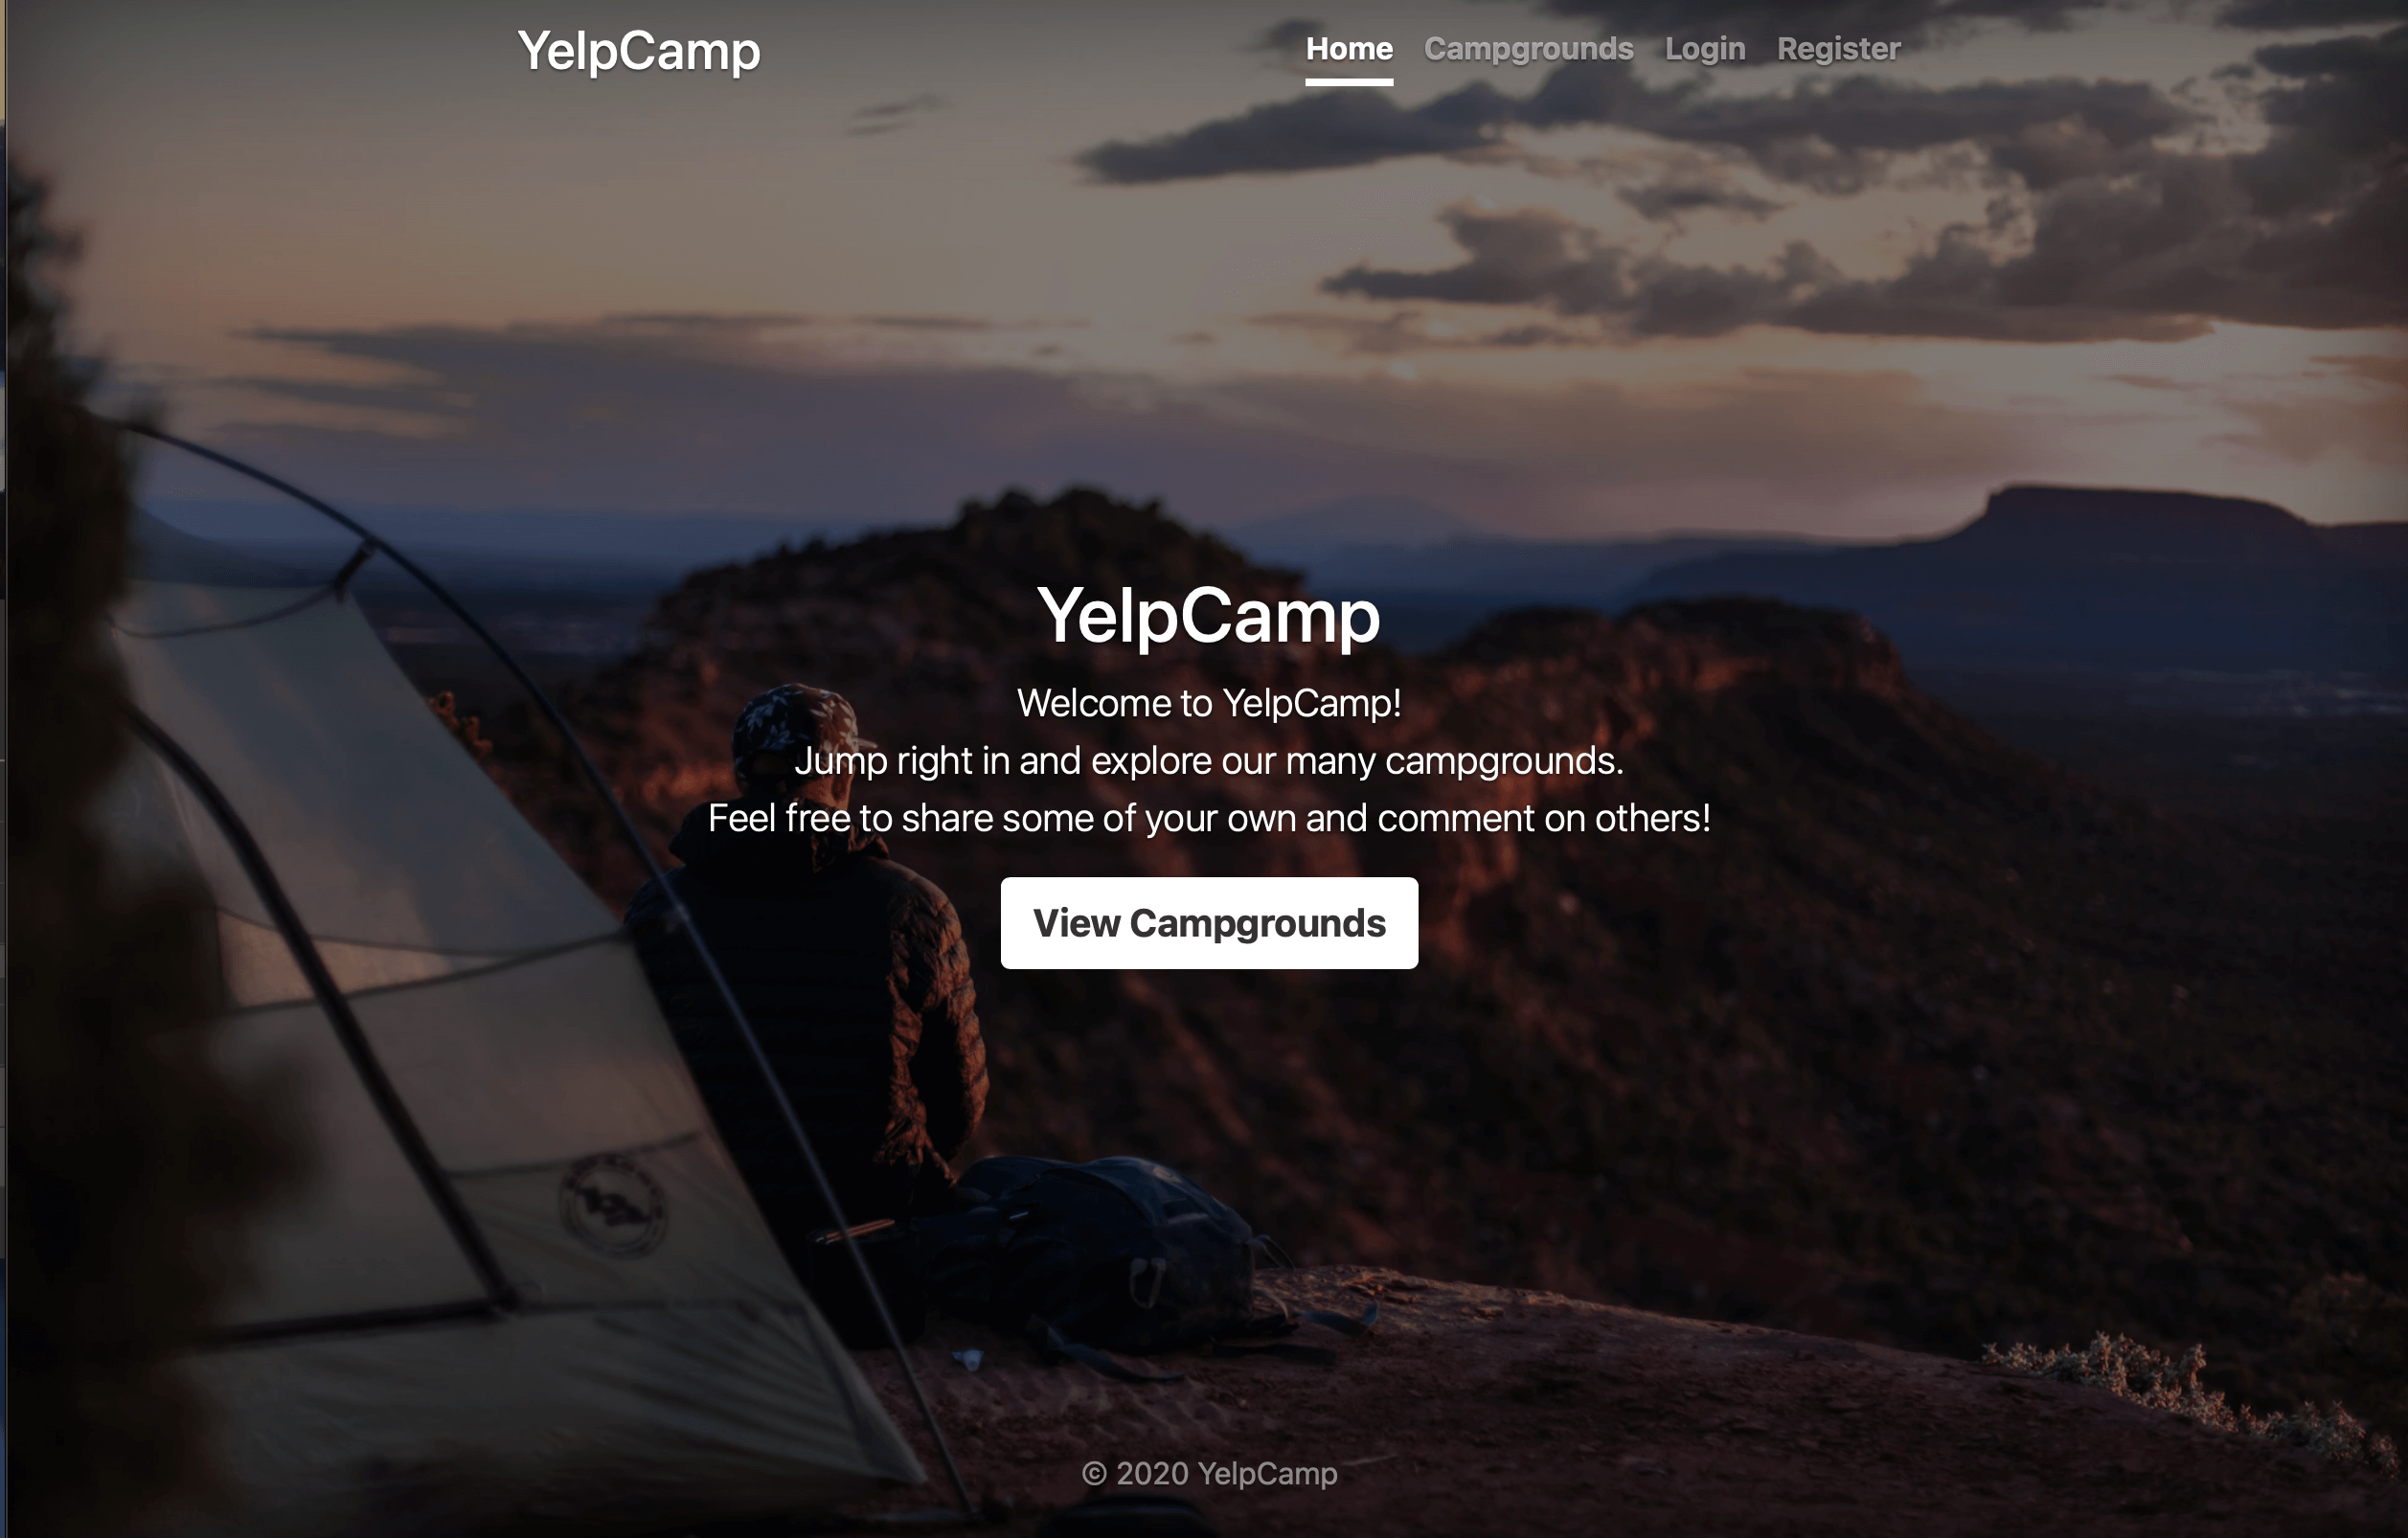 YelpCamp
Home Campgrounds Login Register
YelpCamp
Welcome to YelpCamp!
Jump right in and explore our many campgrounds.
Feel free to share some of your own and comment on others!
View Campgrounds
© 2020 YelpCamp